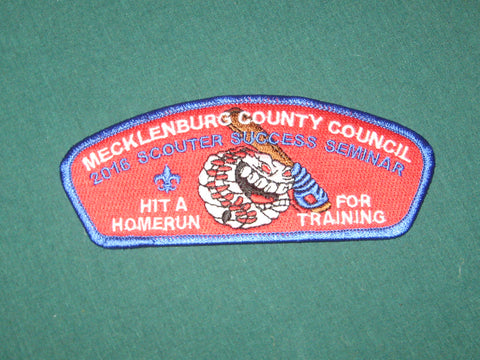 MECKLENBURG COUNTY COUNCIL
2016 SCOUTER SUCCESS SEMINAR
HIT A FOR
HOMERUN TRAINING